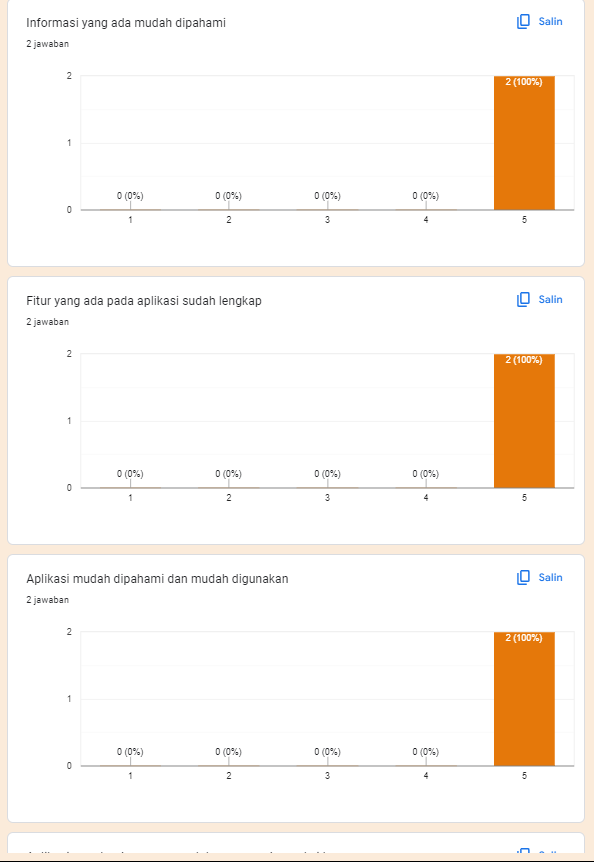 Informasi yang ada mudah dipahami
Salin
2 jawaban
2
1
0
0 (0%) 0 (0%) 0 (0%) 0 (0%) 2 (100%)
1 2 3 4 5
Fitur yang ada pada aplikasi sudah lengkap
Salin
2 jawaban
2
1
0
0 (0%) 0 (0%) 0 (0%) 0 (0%) 2 (100%)
1 2 3 4 5
Aplikasi mudah dipahami dan mudah digunakan
Salin
2 jawaban
2
1
0
0 (0%) 0 (0%) 0 (0%) 0 (0%) 2 (100%)
1 2 3 4 5